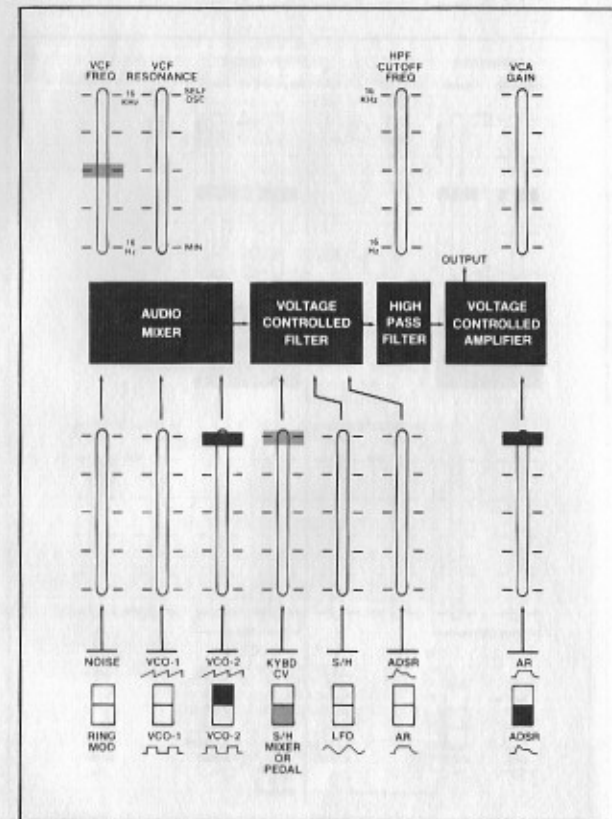 VCF FREQ
VCF RESONANCE
HPF CUTOFF FREQ
VCA GAIN
16 KHz
SELF OSC
16 KHz
16 Hz
MIN
16 Hz
OUTPUT
AUDIO MIXER
VOLTAGE CONTROLLED FILTER
HIGH PASS FILTER
VOLTAGE CONTROLLED AMPLIFIER
NOISE
VCO-1
VCO-2
KYBD CV
S/H
ADSR
AR
RING MOD
VCO-1
VCO-2
S/H MIXER OR PEDAL
LFO
AR
ADSR